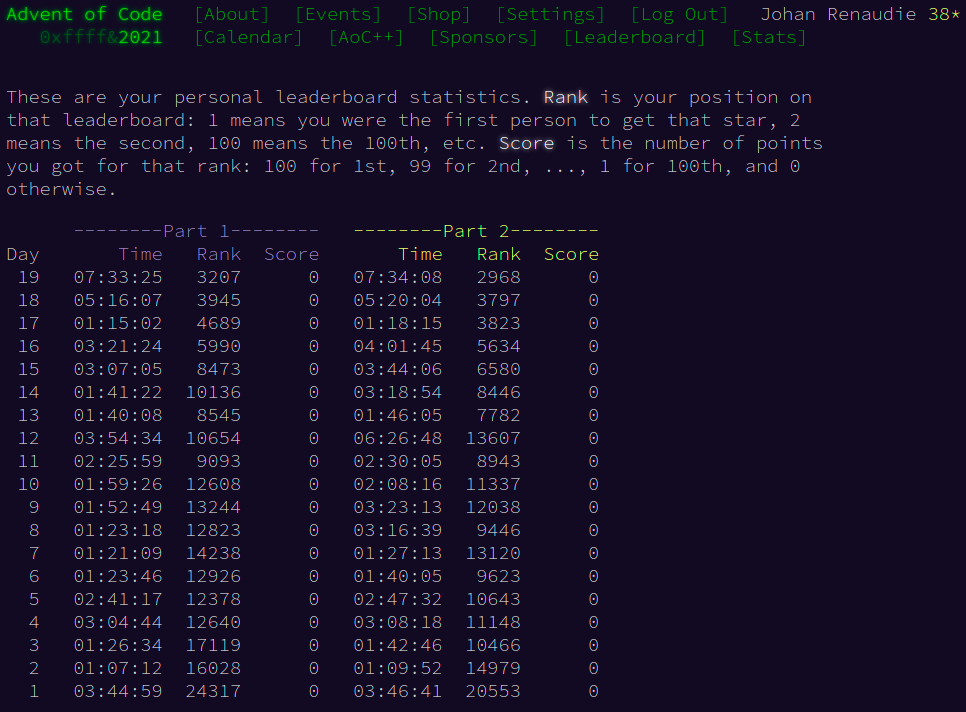 Advent of Code [About] [Events] [Shop] [Settings] [Log Out] Johan Renaudie 38*
0xffff&2021 [Calendar] [AoC++] [Sponsors] [Leaderboard] [Stats]
These are your personal leaderboard statistics. Rank is your position on
that leaderboard: 1 means you were the first person to get that star, 2
means the second, 100 means the 100th, etc. Score is the number of points
you got for that rank: 100 for 1st, 99 for 2nd, ..., 1 for 100th, and 0
otherwise.
--------Part 1-------- --------Part 2--------
Day Time Rank Score Time Rank Score
19 07:33:25 3207 0 07:34:08 2968 0
18 05:16:07 3945 0 05:20:04 3797 0
17 01:15:02 4689 0 01:18:15 3823 0
16 03:21:24 5990 0 04:01:45 5634 0
15 03:07:05 8473 0 03:44:06 6580 0
14 01:41:22 10136 0 03:18:54 8446 0
13 01:40:08 8545 0 01:46:05 7782 0
12 03:54:34 10654 0 06:26:48 13607 0
11 02:25:59 9093 0 02:30:05 8943 0
10 01:59:26 12608 0 02:08:16 11337 0
9 01:52:49 13244 0 03:23:13 12038 0
8 01:23:18 12823 0 03:16:39 9446 0
7 01:21:09 14238 0 01:27:13 13120 0
6 01:23:46 12926 0 01:40:05 9623 0
5 02:41:17 12378 0 02:47:32 10643 0
4 03:04:44 12640 0 03:08:18 11148 0
3 01:26:34 17119 0 01:42:46 10466 0
2 01:07:12 16028 0 01:09:52 14979 0
1 03:44:59 24317 0 03:46:41 20553 0